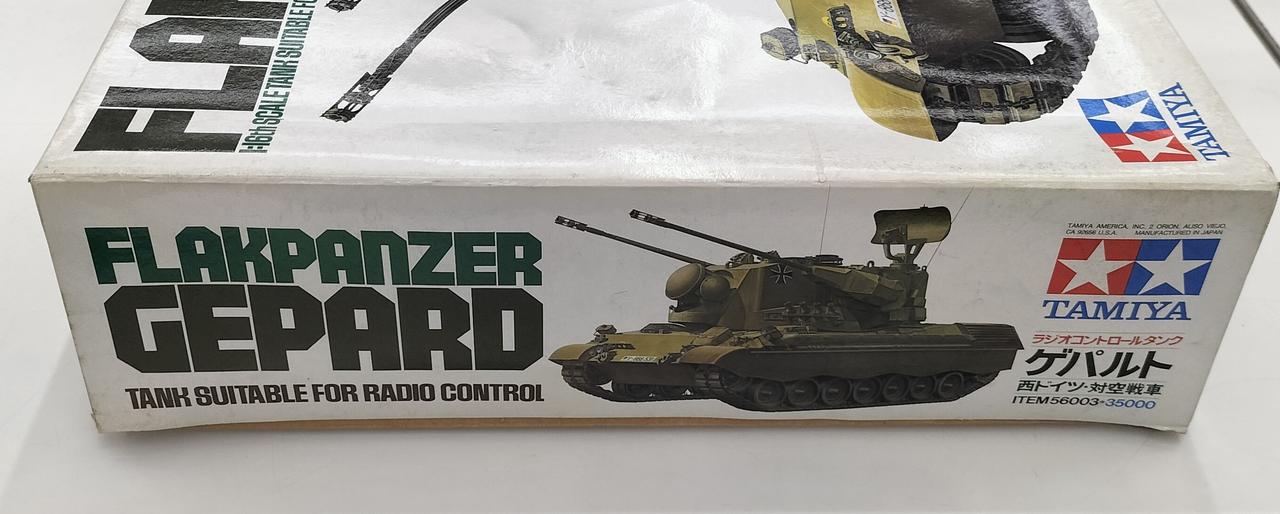 FLA
1:16th SCALE TANK SUITABLE FO
TAMIYA
FLAKPANZER
GEPARD
TANK SUITABLE FOR RADIO CONTROL
TAMIYA AMERICA, INC. 2 ORION, ALISO VIEJO,
CA 92656 U.S.A. MANUFACTURED IN JAPAN
TAMIYA
ラジオコントロールタンク
ゲパルト
西ドイツ・対空戦車
ITEM 56003★35000